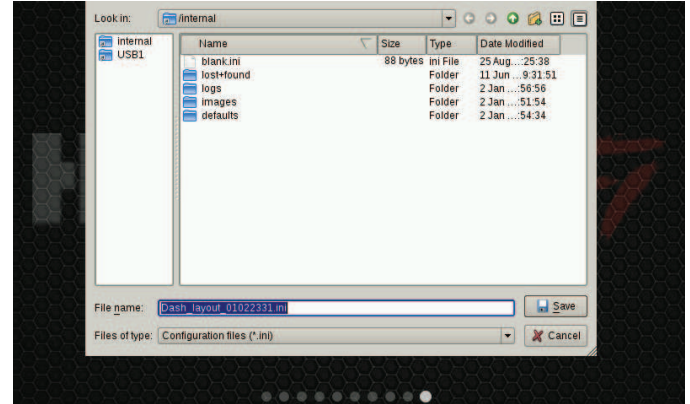 Look in: /internal
internal
USB1
Name Size Type Date Modified
blank.ini 88 bytes ini File 25 Aug...:25:38
lost+found Folder 11 Jun ...9:31:51
logs Folder 2 Jan ...:56:56
images Folder 2 Jan ...:51:54
defaults Folder 2 Jan ...:54:34
File name: Dash_layout_01022331.ini Save
Files of type: Configuration files (*.ini) Cancel
H 7